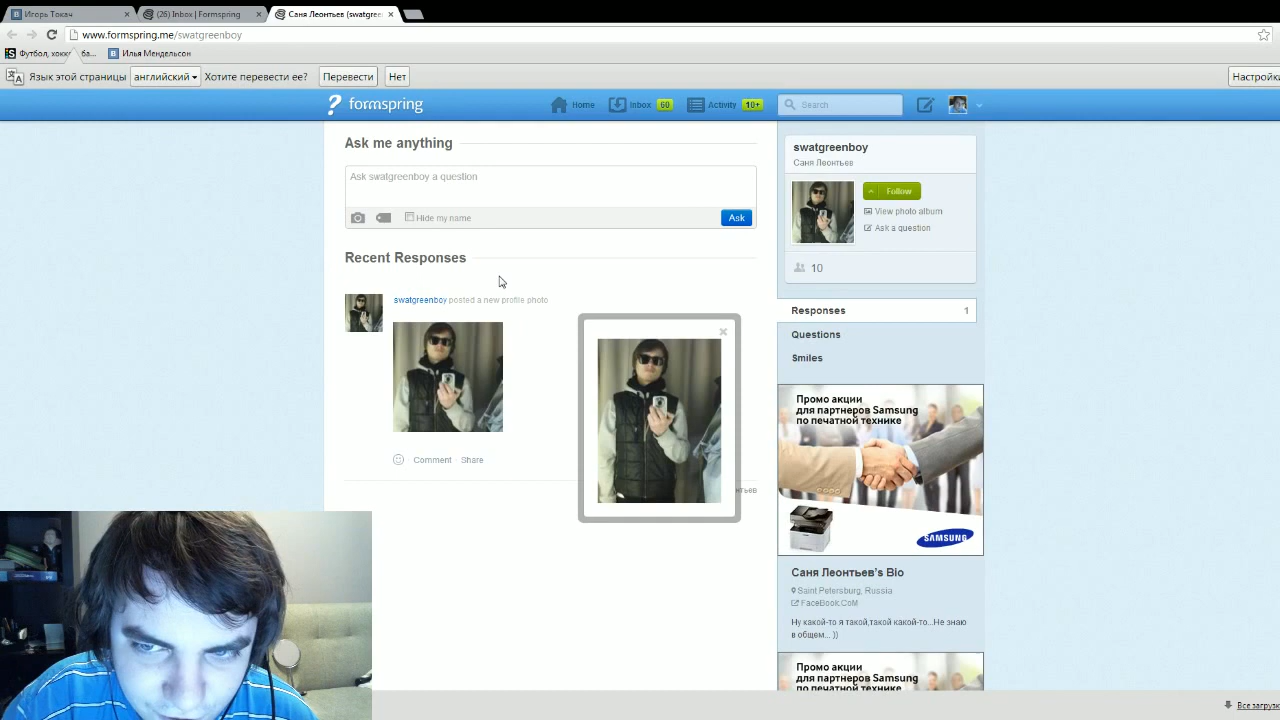 Игорь Токач
(26) Inbox | Formspring
Саня Леонтьев (swatgree
www.formspring.me/swatgreenboy
Футбол, хокк ба...
Илья Мендельсон
Язык этой страницы английский Хотите перевести ее? Перевести Нет
Настройка
formspring
Home
Inbox 60
Activity 10+
Search
Ask me anything
Ask swatgreenboy a question
Hide my name
Ask
Recent Responses
swatgreenboy posted a new profile photo
Comment · Share
нтьев
swatgreenboy
Саня Леонтьев
Follow
View photo album
Ask a question
10
Responses 1
Questions
Smiles
Промо акции
для партнеров Samsung
по печатной технике
SAMSUNG
Саня Леонтьев's Bio
Saint Petersburg, Russia
FaceBook.CoM
Ну какой-то я такой,такой какой-то...Не знаю
в общем... ))
Промо акции
для партнеров Samsung
по печатной технике
Все загрузк